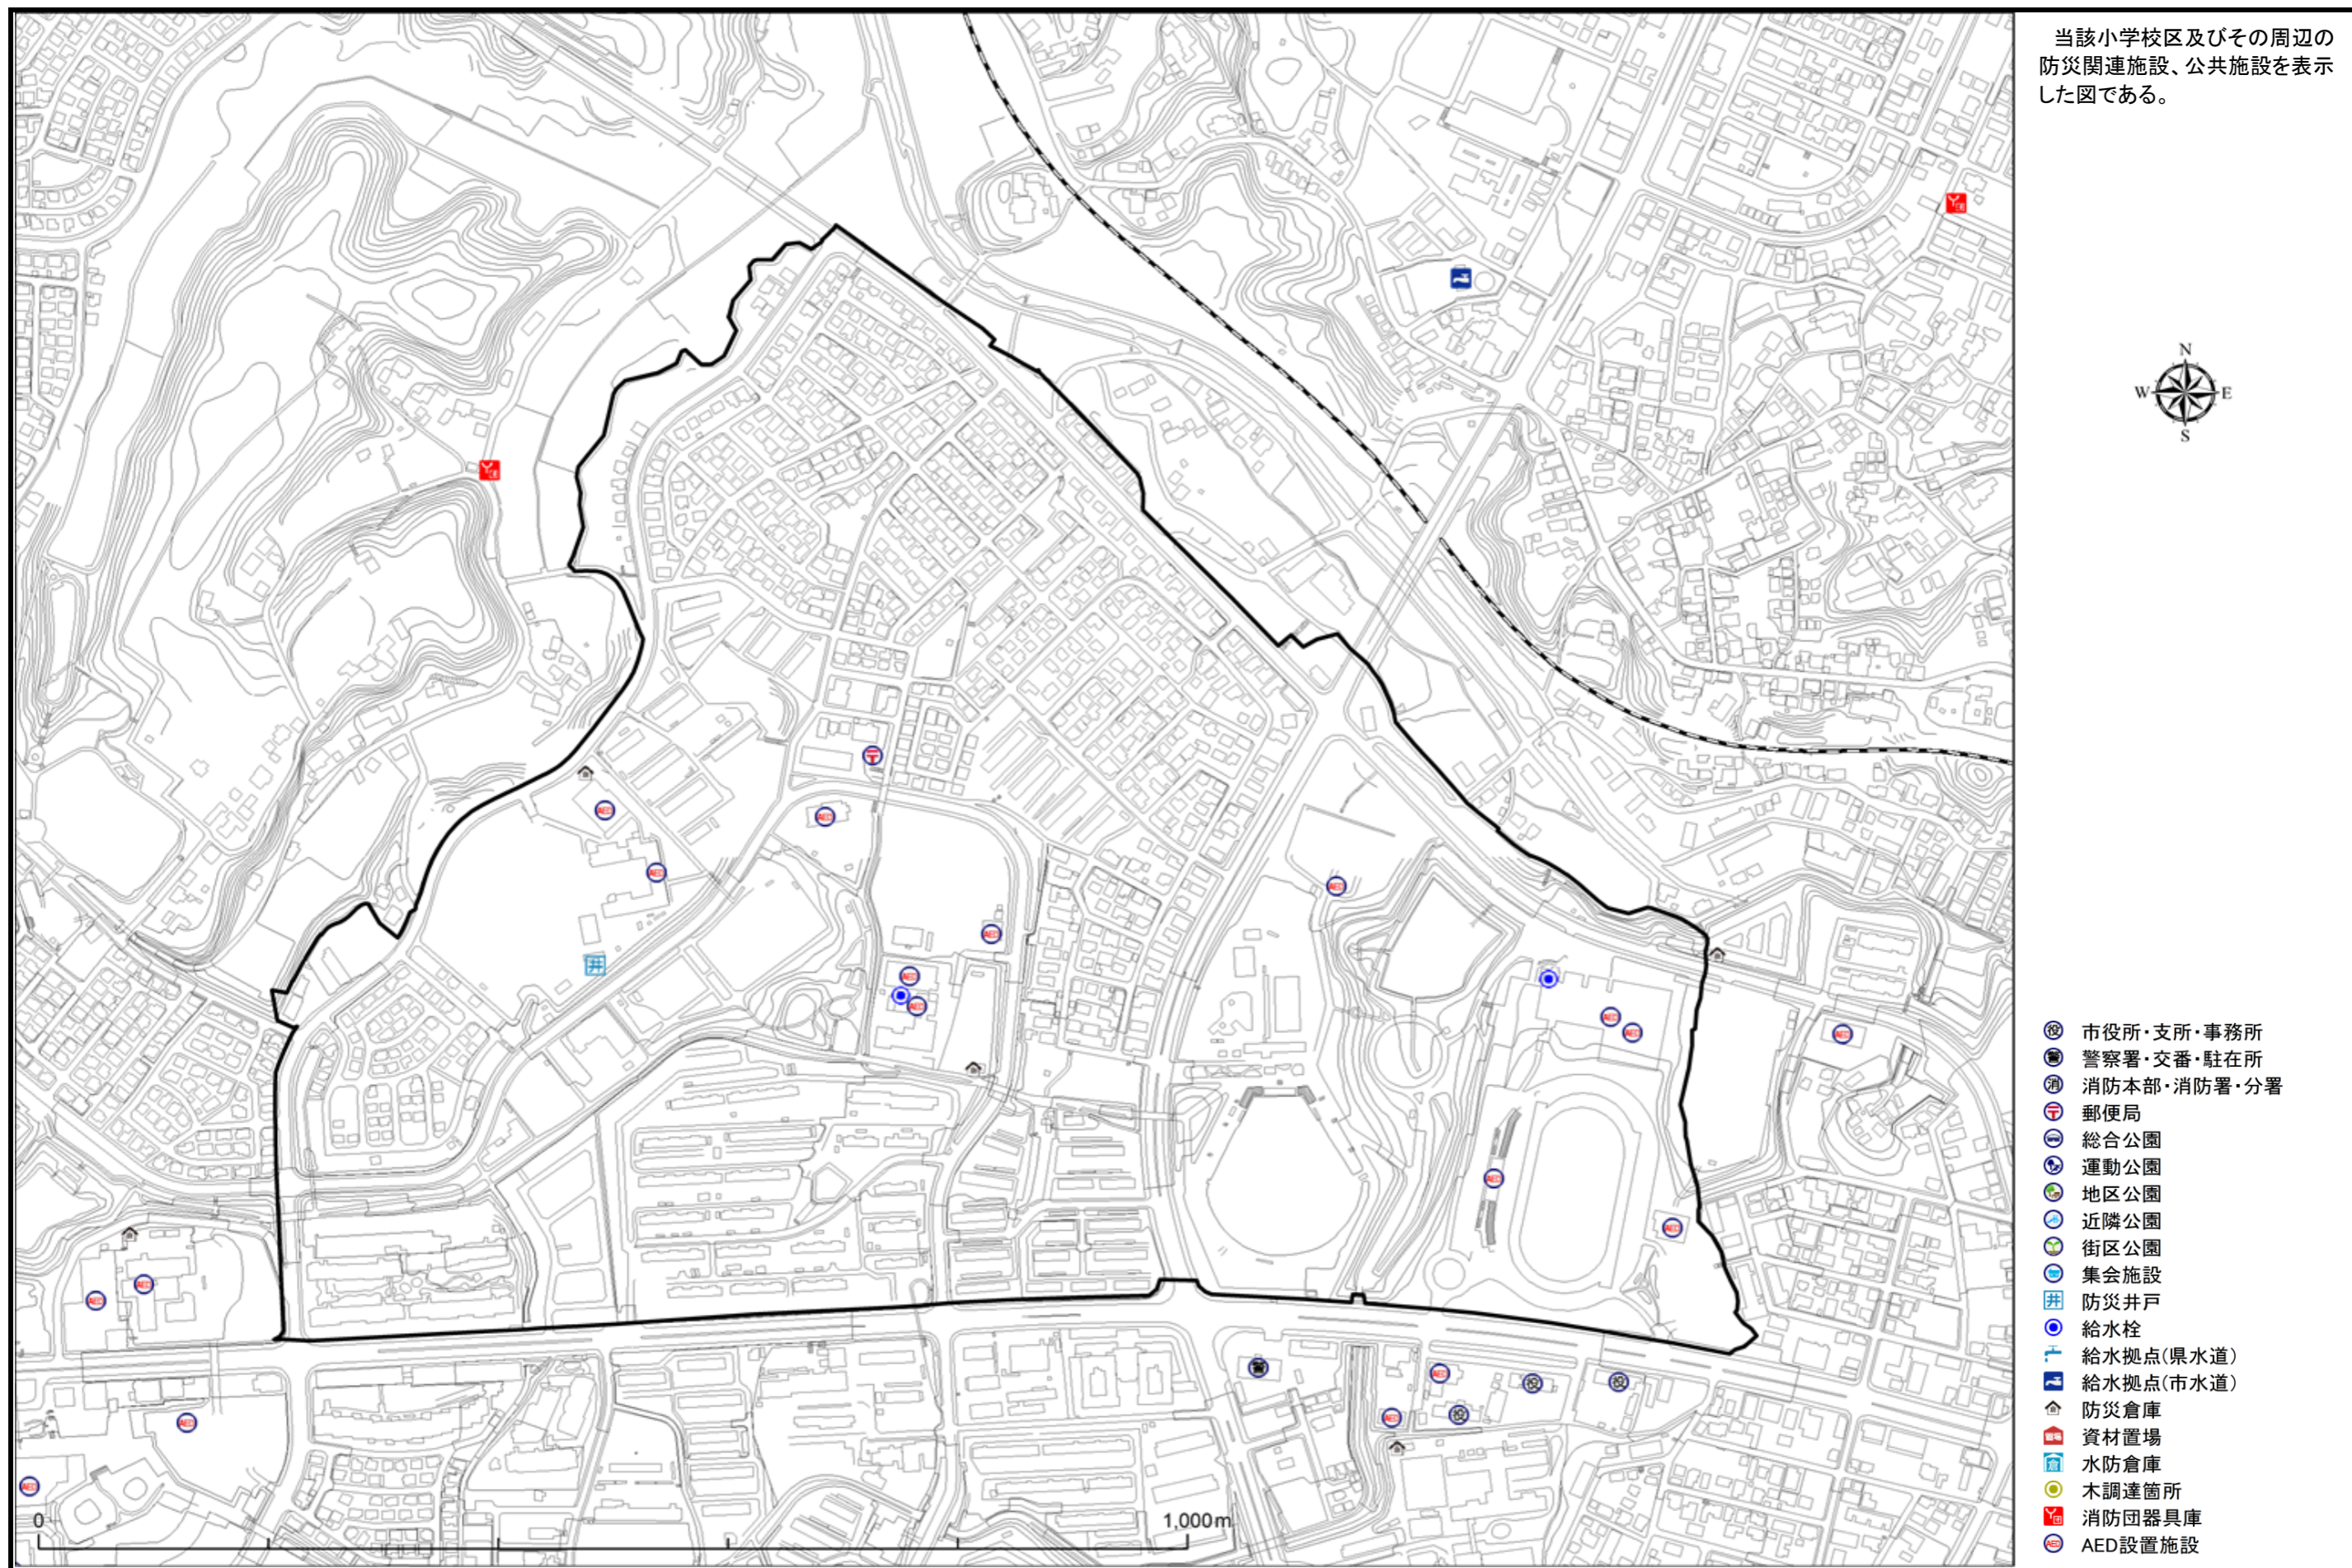 当該小学校区及びその周辺の
防災関連施設、公共施設を表示
した図である。
N
W E
S
市役所・支所・事務所
警察署・交番・駐在所
消防本部・消防署・分署
郵便局
総合公園
運動公園
地区公園
近隣公園
街区公園
集会施設
防災井戸
給水栓
給水拠点(県水道)
給水拠点(市水道)
防災倉庫
資材置場
水防倉庫
木調達箇所
消防団器具庫
AED設置施設
0 1,000m